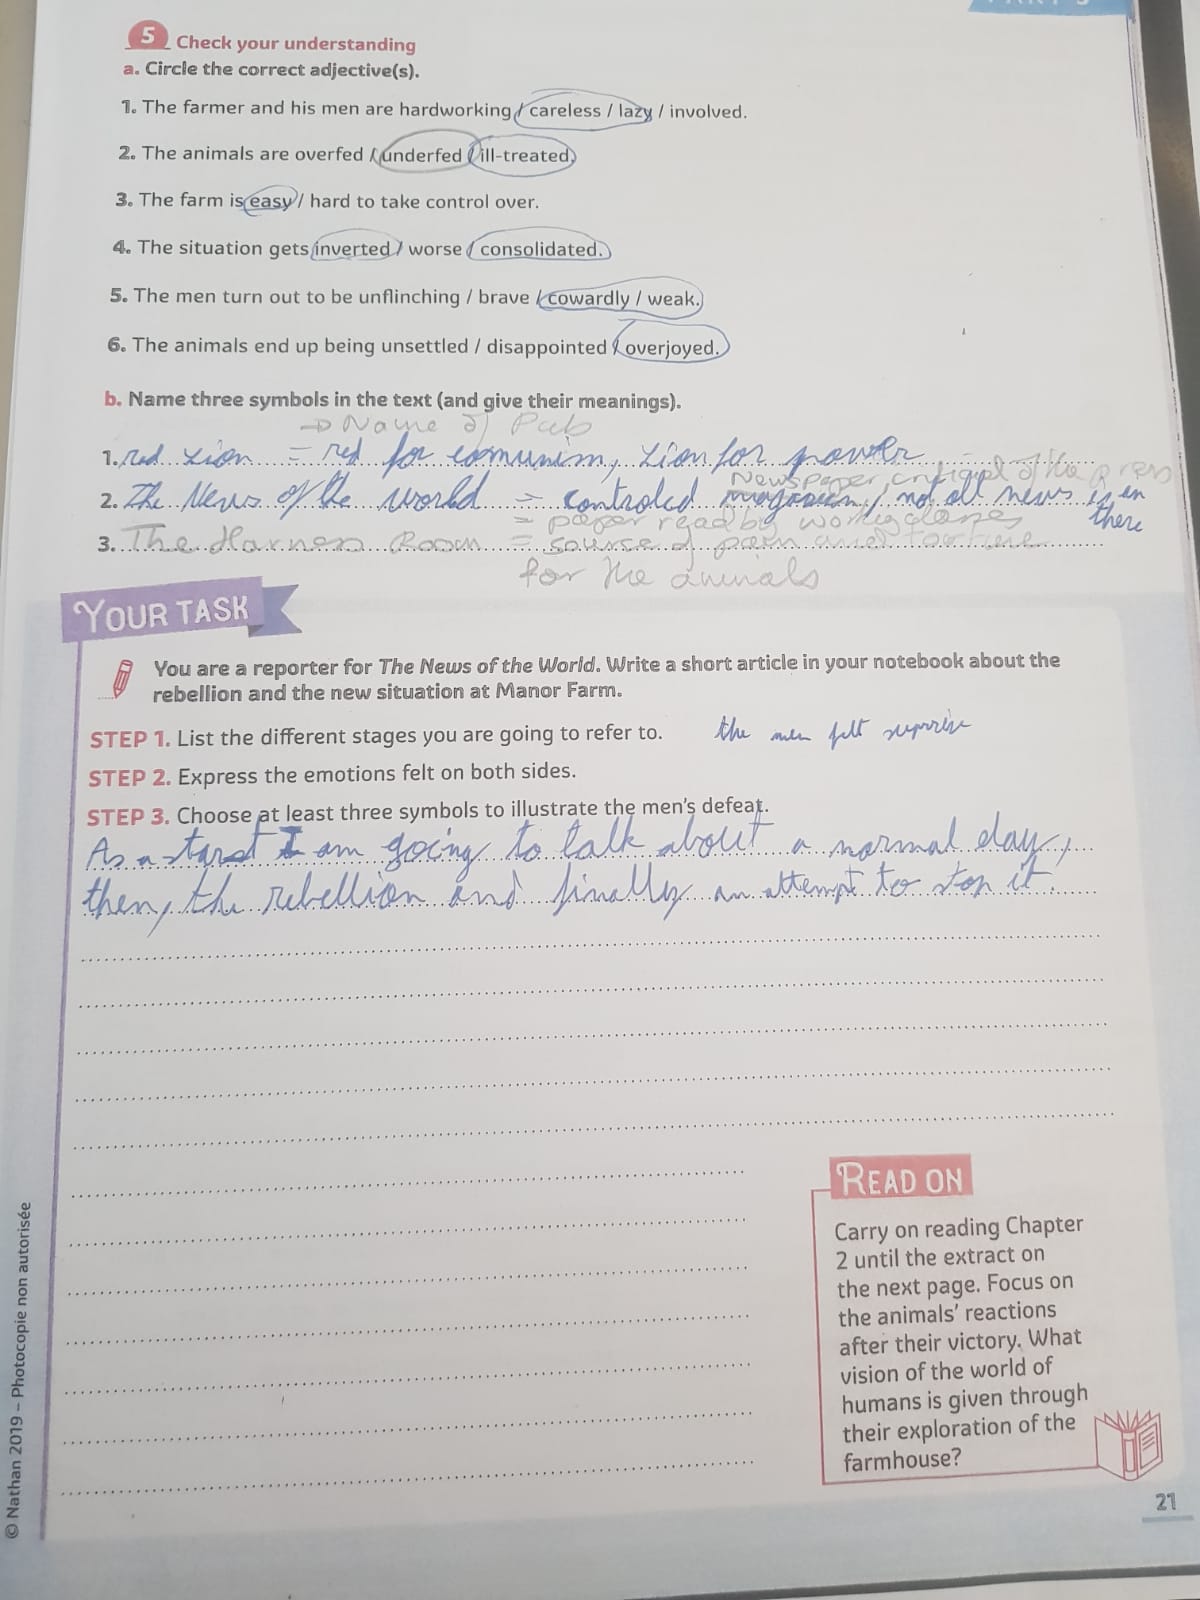 5 Check your understanding
a. Circle the correct adjective(s).
1. The farmer and his men are hardworking / careless / lazy / involved.
2. The animals are overfed / underfed / ill-treated.
3. The farm is easy / hard to take control over.
4. The situation gets inverted / worse / consolidated.
5. The men turn out to be unflinching / brave / cowardly / weak.
6. The animals end up being unsettled / disappointed / overjoyed.
b. Name three symbols in the text (and give their meanings).
→ Name of Pub
1. red Lion = red for comunism, Lion for power
Newspaper, critique of the press
2. The News of the world = controled / not all news is in there
= paper read by working classes
3. The Harness Room = source of pain and torture
for the animals
YOUR TASK
You are a reporter for The News of the World. Write a short article in your notebook about the
rebellion and the new situation at Manor Farm.
STEP 1. List the different stages you are going to refer to. the men felt surprise
STEP 2. Express the emotions felt on both sides.
STEP 3. Choose at least three symbols to illustrate the men's defeat.
As a start I am going to talk about a normal day,
then, the rebellion and finally an attempt to stop it.
READ ON
Carry on reading Chapter
2 until the extract on
the next page. Focus on
the animals' reactions
after their victory. What
vision of the world of
humans is given through
their exploration of the
farmhouse?
© Nathan 2019 – Photocopie non autorisée
21